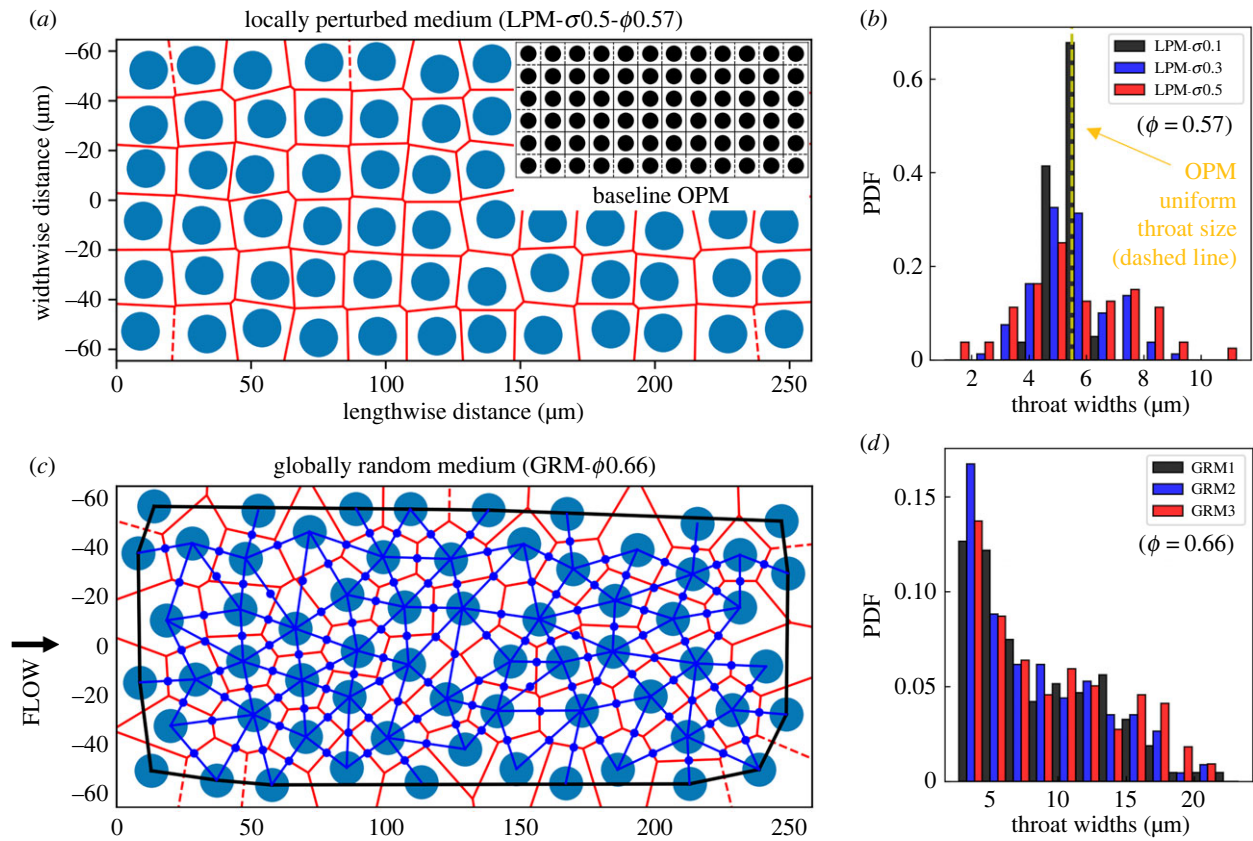 (a)
locally perturbed medium (LPM-σ0.5-ϕ0.57)
–60
–40
–20
0
–20
–40
–60
widthwise distance (µm)
baseline OPM
0
50
100
150
200
250
lengthwise distance (µm)
(b)
0.6
0.4
0.2
0
PDF
LPM-σ0.1
LPM-σ0.3
LPM-σ0.5
(ϕ = 0.57)
OPM
uniform
throat size
(dashed line)
2
4
6
8
10
throat widths (µm)
(c)
globally random medium (GRM-ϕ0.66)
–60
–40
–20
0
–20
–40
–60
FLOW
0
50
100
150
200
250
(d)
0.15
0.10
0.05
0
PDF
GRM1
GRM2
GRM3
(ϕ = 0.66)
5
10
15
20
throat widths (µm)